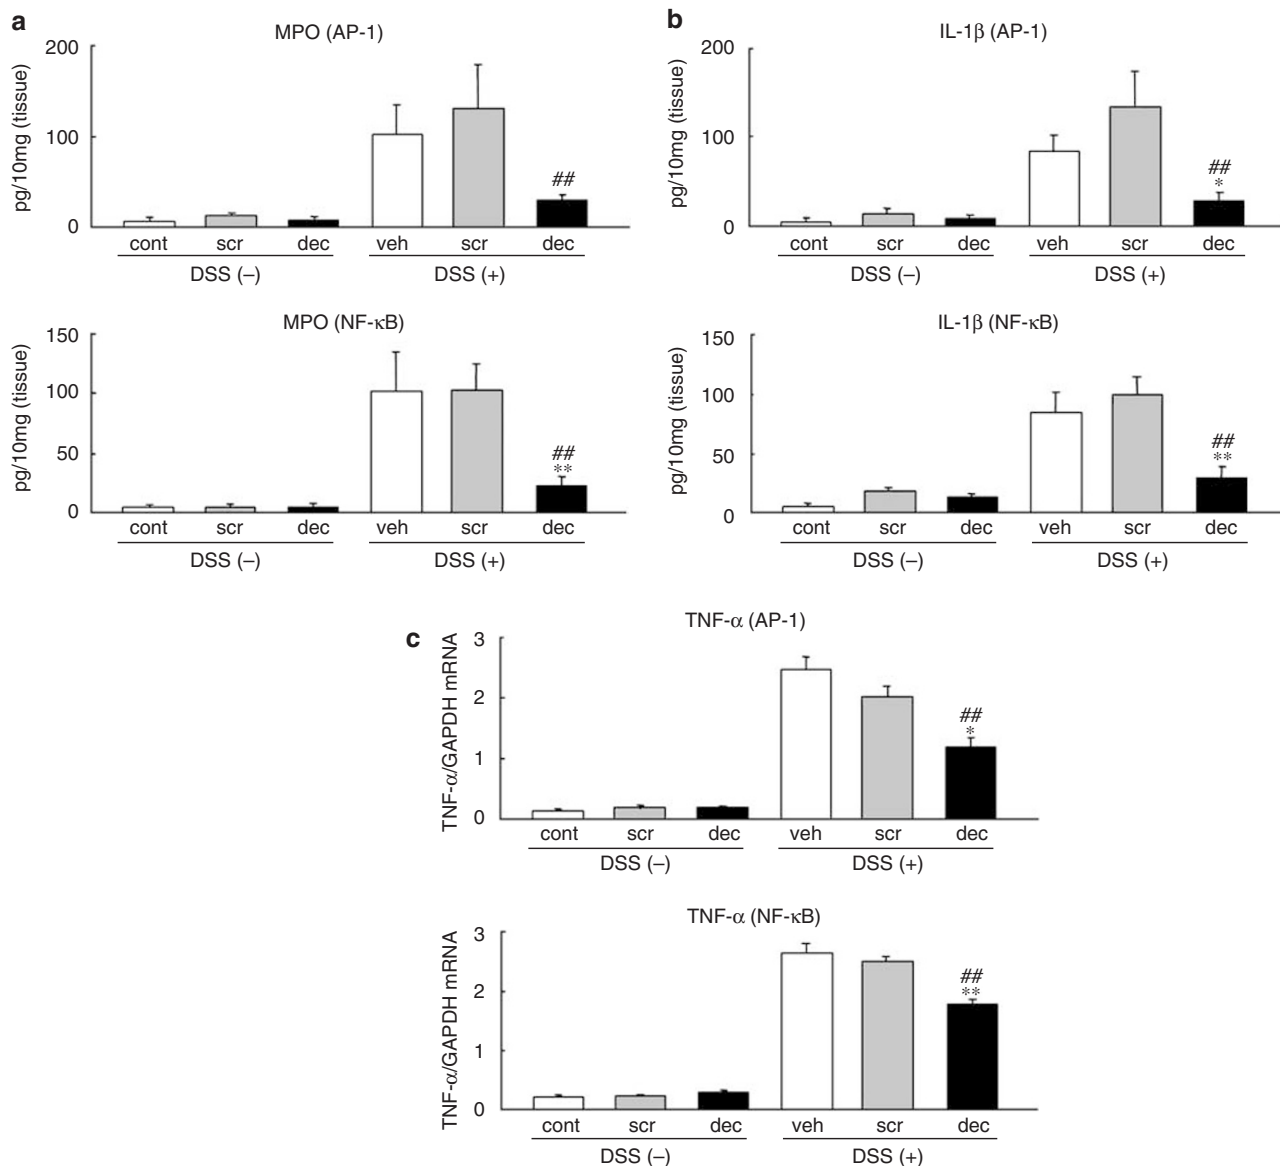 a
MPO (AP-1)
pg/10mg (tissue)
200
100
0
cont scr dec veh scr dec
##
DSS (–) DSS (+)
b
IL-1β (AP-1)
pg/10mg (tissue)
200
100
0
cont scr dec veh scr dec
##
*
DSS (–) DSS (+)
MPO (NF-κB)
pg/10mg (tissue)
150
100
50
0
cont scr dec veh scr dec
##
**
DSS (–) DSS (+)
IL-1β (NF-κB)
pg/10mg (tissue)
150
100
50
0
cont scr dec veh scr dec
##
**
DSS (–) DSS (+)
c
TNF-α (AP-1)
TNF-α/GAPDH mRNA
3
2
1
0
cont scr dec veh scr dec
##
*
DSS (–) DSS (+)
TNF-α (NF-κB)
TNF-α/GAPDH mRNA
3
2
1
0
cont scr dec veh scr dec
##
**
DSS (–) DSS (+)